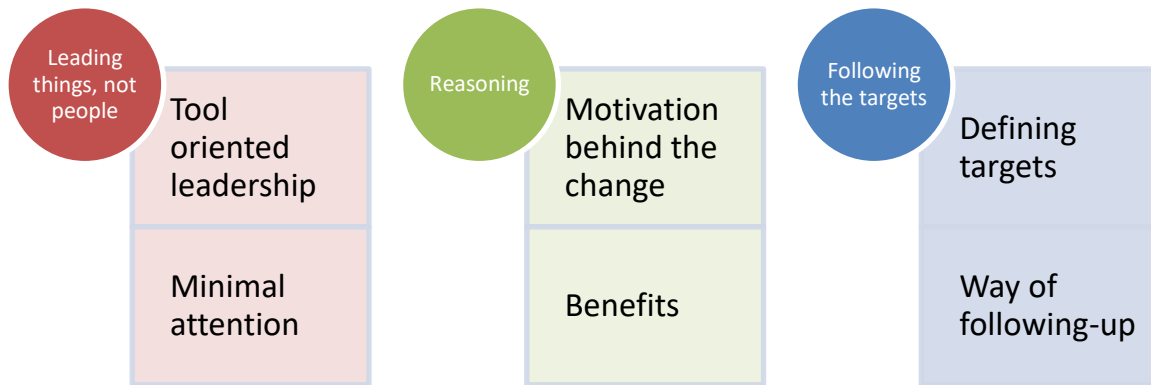 Leading
things, not
people
Tool
oriented
leadership
Minimal
attention
Reasoning
Motivation
behind the
change
Benefits
Following
the targets
Defining
targets
Way of
following-up